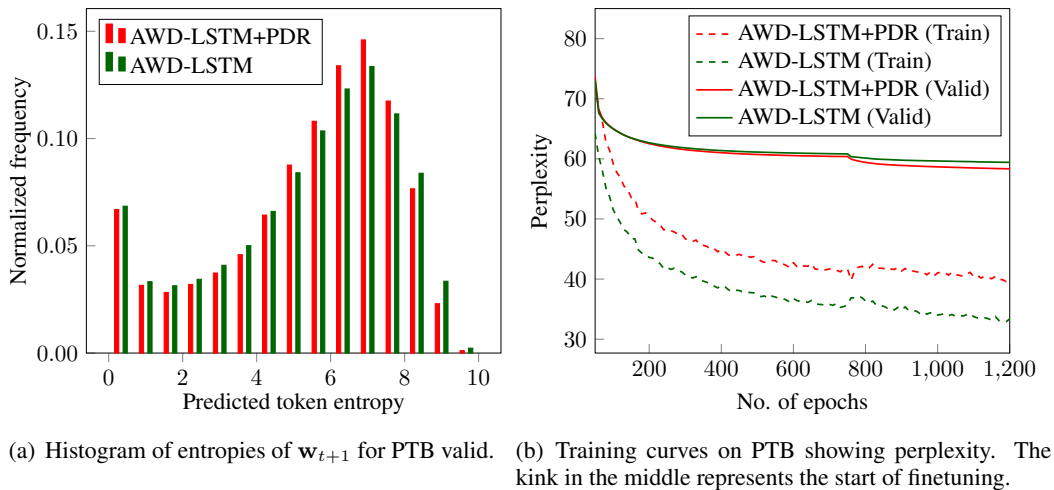 0.15
0.10
0.05
0.00
Normalized frequency
AWD-LSTM+PDR
AWD-LSTM
0 2 4 6 8 10
Predicted token entropy
80
70
60
50
40
30
Perplexity
AWD-LSTM+PDR (Train)
AWD-LSTM (Train)
AWD-LSTM+PDR (Valid)
AWD-LSTM (Valid)
200 400 600 800 1,000 1,200
No. of epochs
(a) Histogram of entropies of w_{t+1} for PTB valid.
(b) Training curves on PTB showing perplexity. The
kink in the middle represents the start of finetuning.